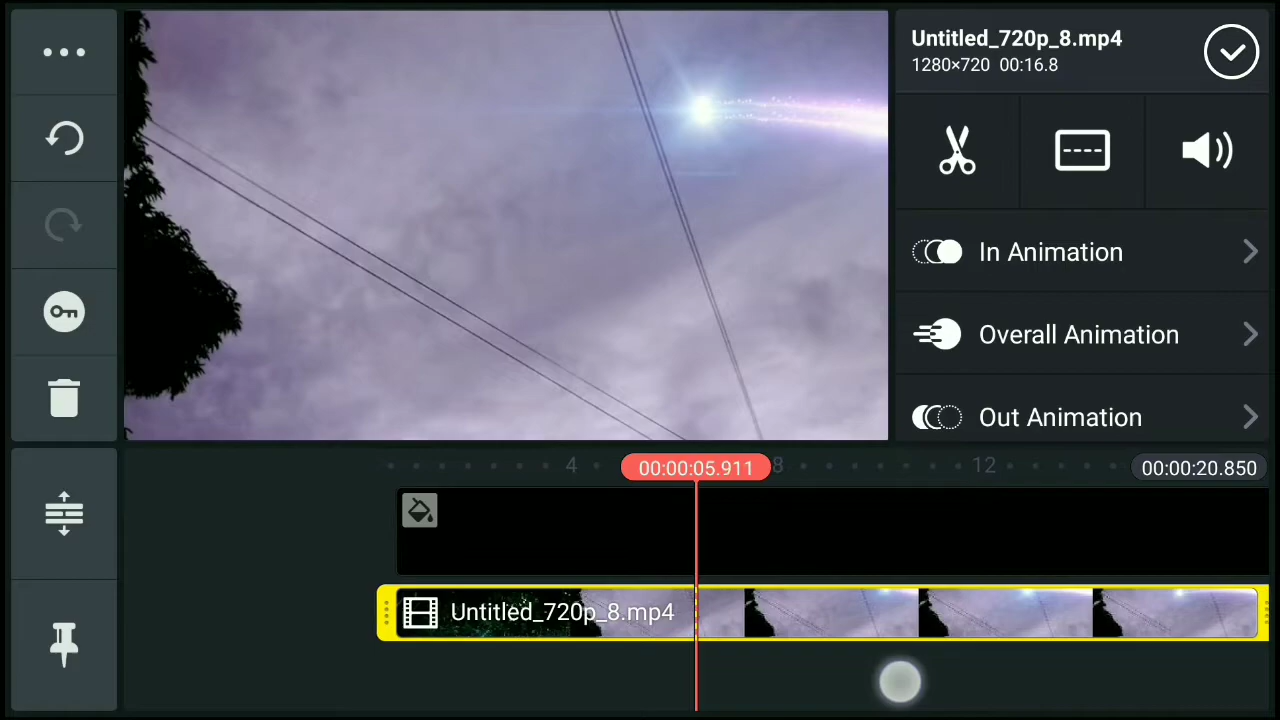 Untitled_720p_8.mp4
1280×720 00:16.8
In Animation
Overall Animation
Out Animation
4
00:00:05.911
8
12
00:00:20.850
Untitled_720p_8.mp4